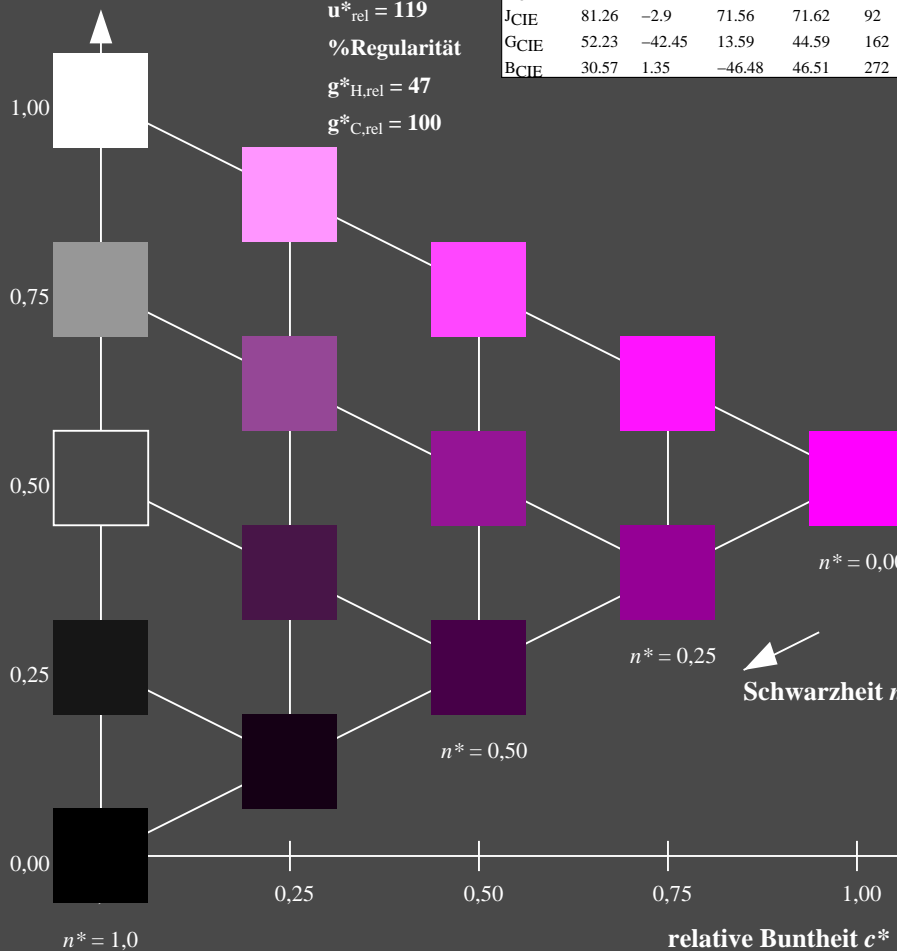 u*rel = 119
%Regularität
g*H,rel = 47
g*C,rel = 100
JCIE 81.26 −2.9 71.56 71.62 92
GCIE 52.23 −42.45 13.59 44.59 162
BCIE 30.57 1.35 −46.48 46.51 272
1,00
0,75
0,50
n* = 0,00
0,25
n* = 0,25
Schwarzheit n
n* = 0,50
0,00
0,25 0,50 0,75 1,00
n* = 1,0
relative Buntheit c*